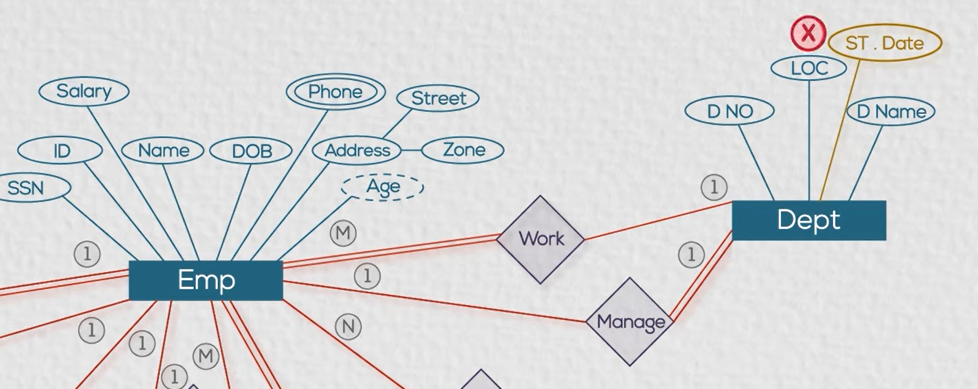 X
ST . Date
LOC
Salary
Phone
Street
D NO
D Name
ID
Name
DOB
Address
Zone
SSN
Age
1
M
Work
Dept
1
1
1
Emp
Manage
1
1
N
M
1